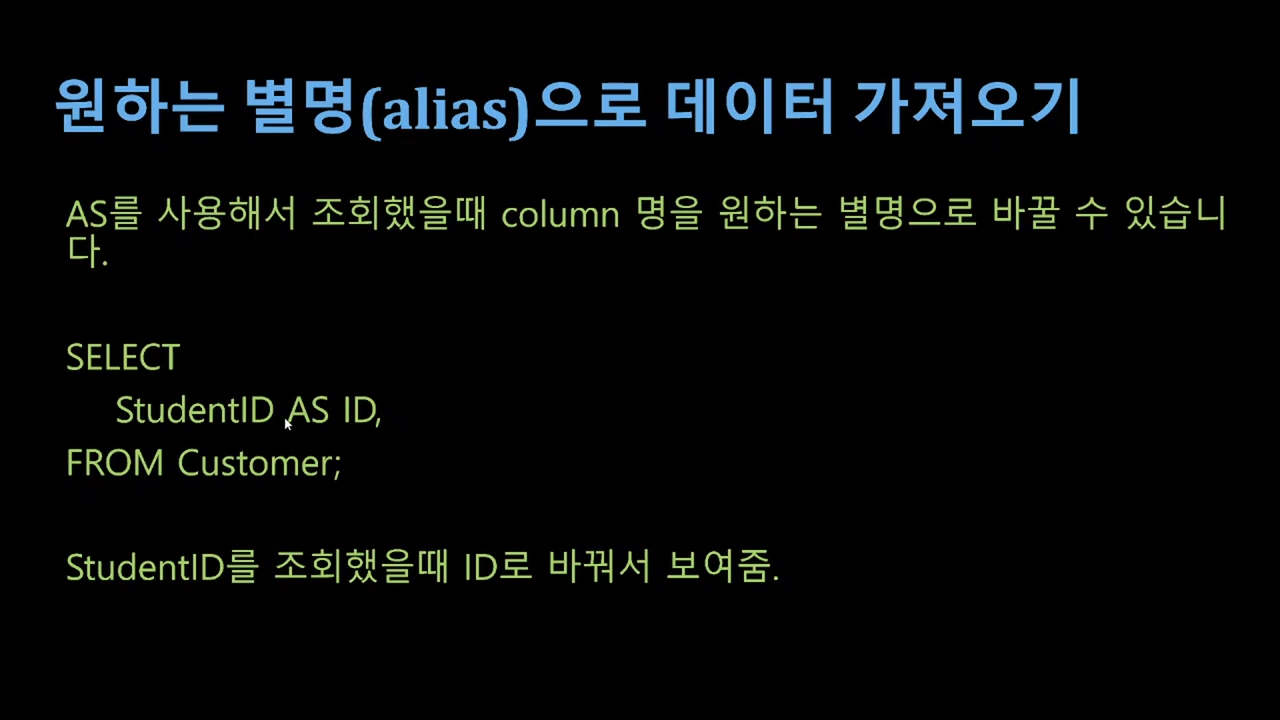 원하는 별명(alias)으로 데이터 가져오기
AS를 사용해서 조회했을때 column 명을 원하는 별명으로 바꿀 수 있습니
다.
SELECT
StudentID AS ID,
FROM Customer;
StudentID를 조회했을때 ID로 바꿔서 보여줌.